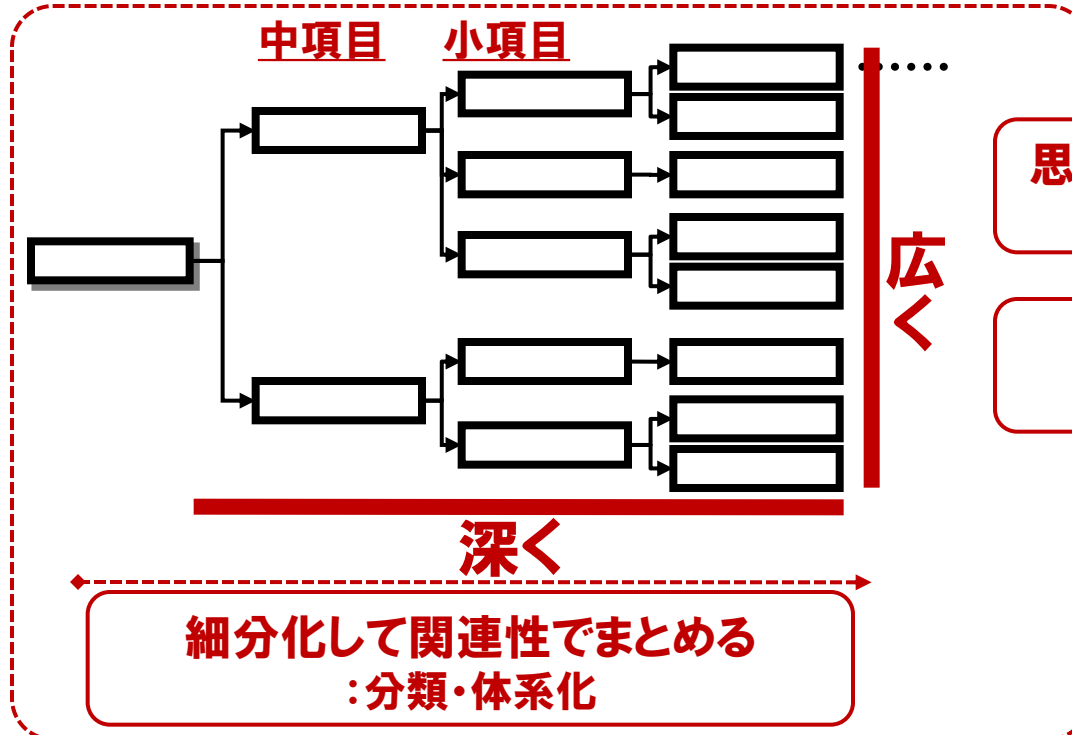 中項目 小項目
‥‥‥
思
広く
深く
細分化して関連性でまとめる
：分類・体系化